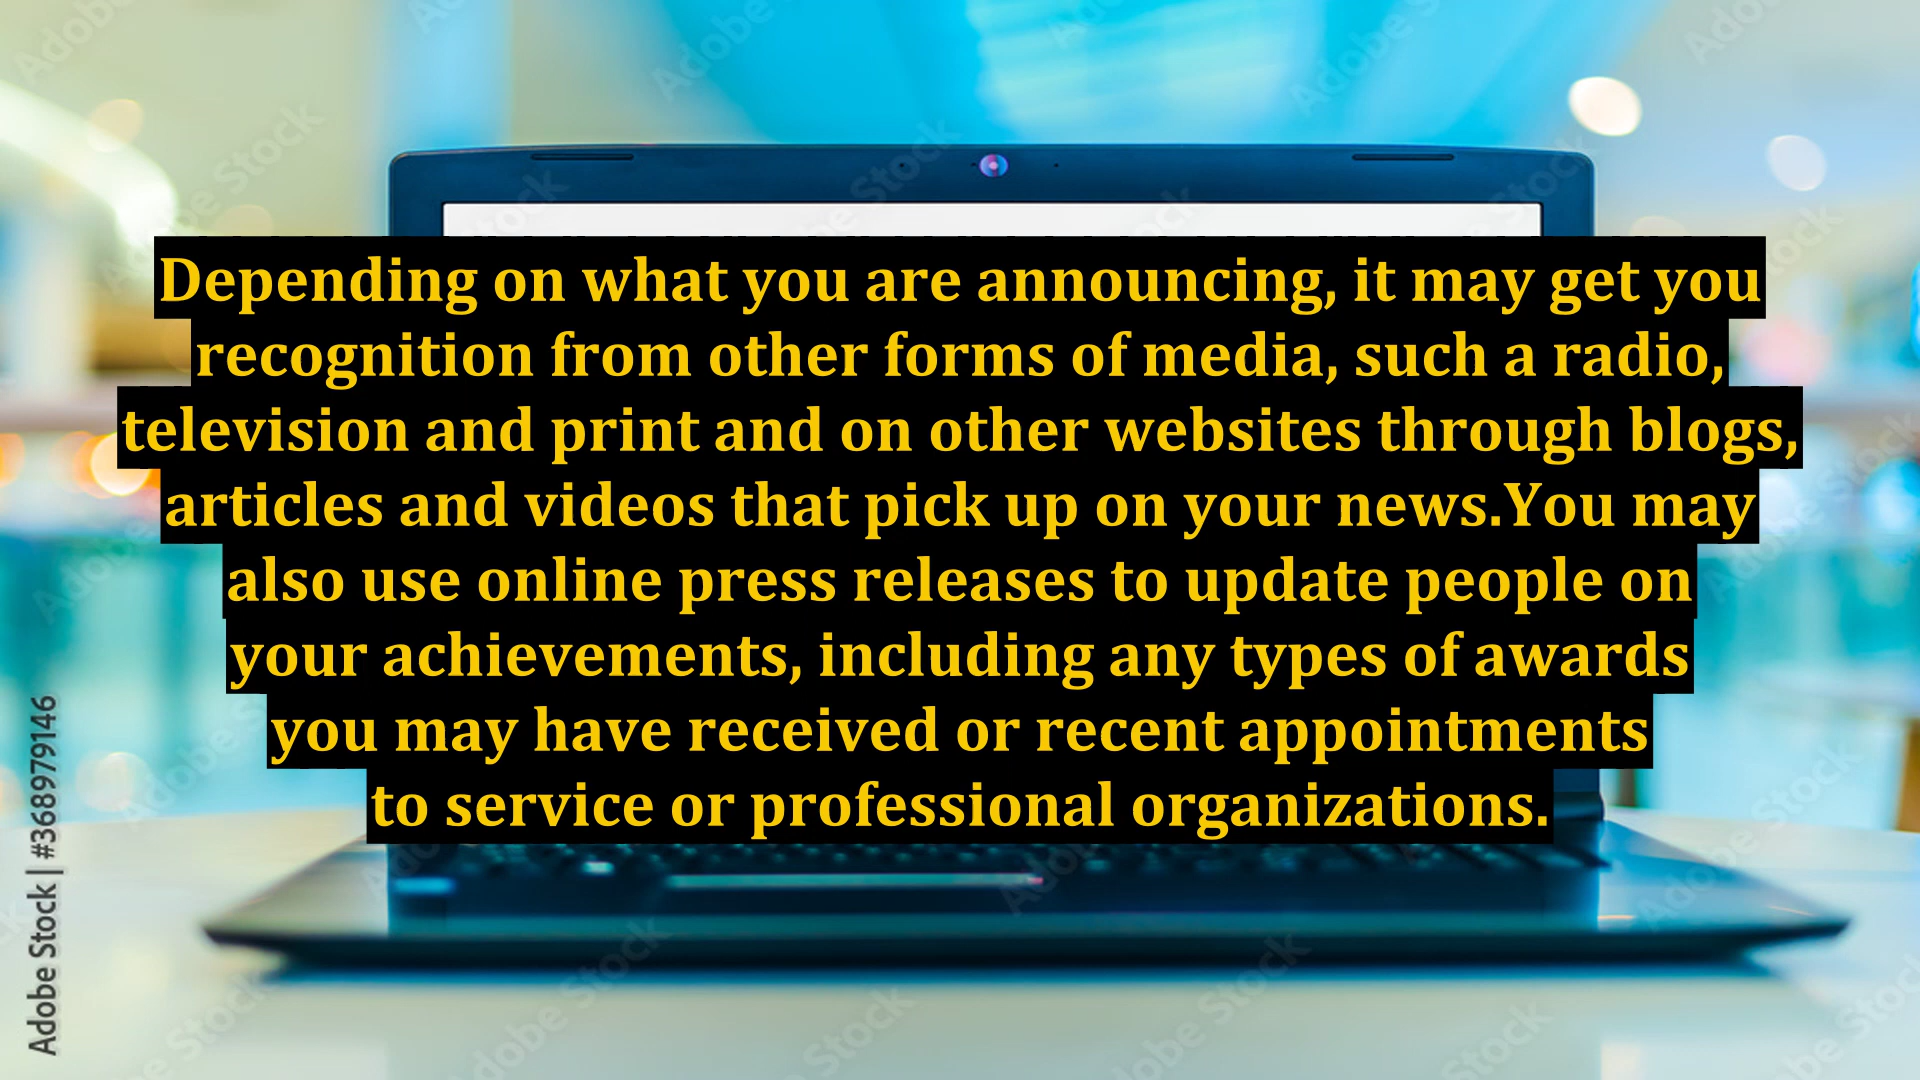 Depending on what you are announcing, it may get you
recognition from other forms of media, such a radio,
television and print and on other websites through blogs,
articles and videos that pick up on your news.You may
also use online press releases to update people on
your achievements, including any types of awards
you may have received or recent appointments
to service or professional organizations.
Adobe Stock | #368979146